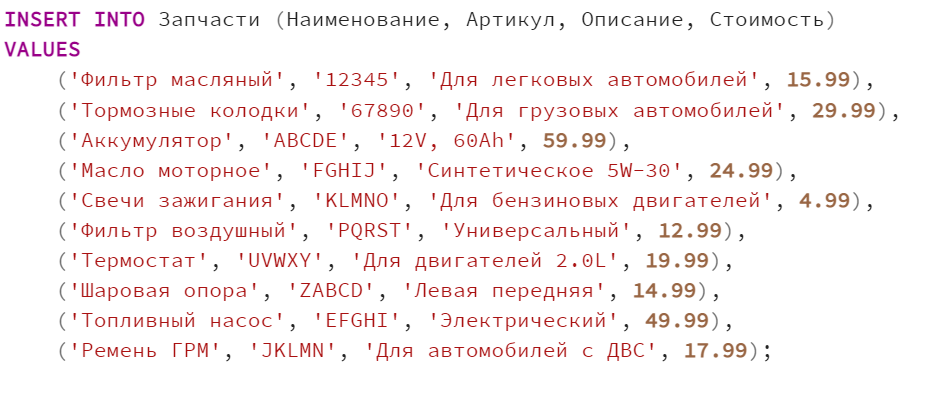 INSERT INTO Запчасти (Наименование, Артикул, Описание, Стоимость)
VALUES
('Фильтр масляный', '12345', 'Для легковых автомобилей', 15.99),
('Тормозные колодки', '67890', 'Для грузовых автомобилей', 29.99),
('Аккумулятор', 'ABCDE', '12V, 60Ah', 59.99),
('Масло моторное', 'FGHIJ', 'Синтетическое 5W-30', 24.99),
('Свечи зажигания', 'KLMNO', 'Для бензиновых двигателей', 4.99),
('Фильтр воздушный', 'PQRST', 'Универсальный', 12.99),
('Термостат', 'UVWXY', 'Для двигателей 2.0L', 19.99),
('Шаровая опора', 'ZABCD', 'Левая передняя', 14.99),
('Топливный насос', 'EFGHI', 'Электрический', 49.99),
('Ремень ГРМ', 'JKLMN', 'Для автомобилей с ДВС', 17.99);